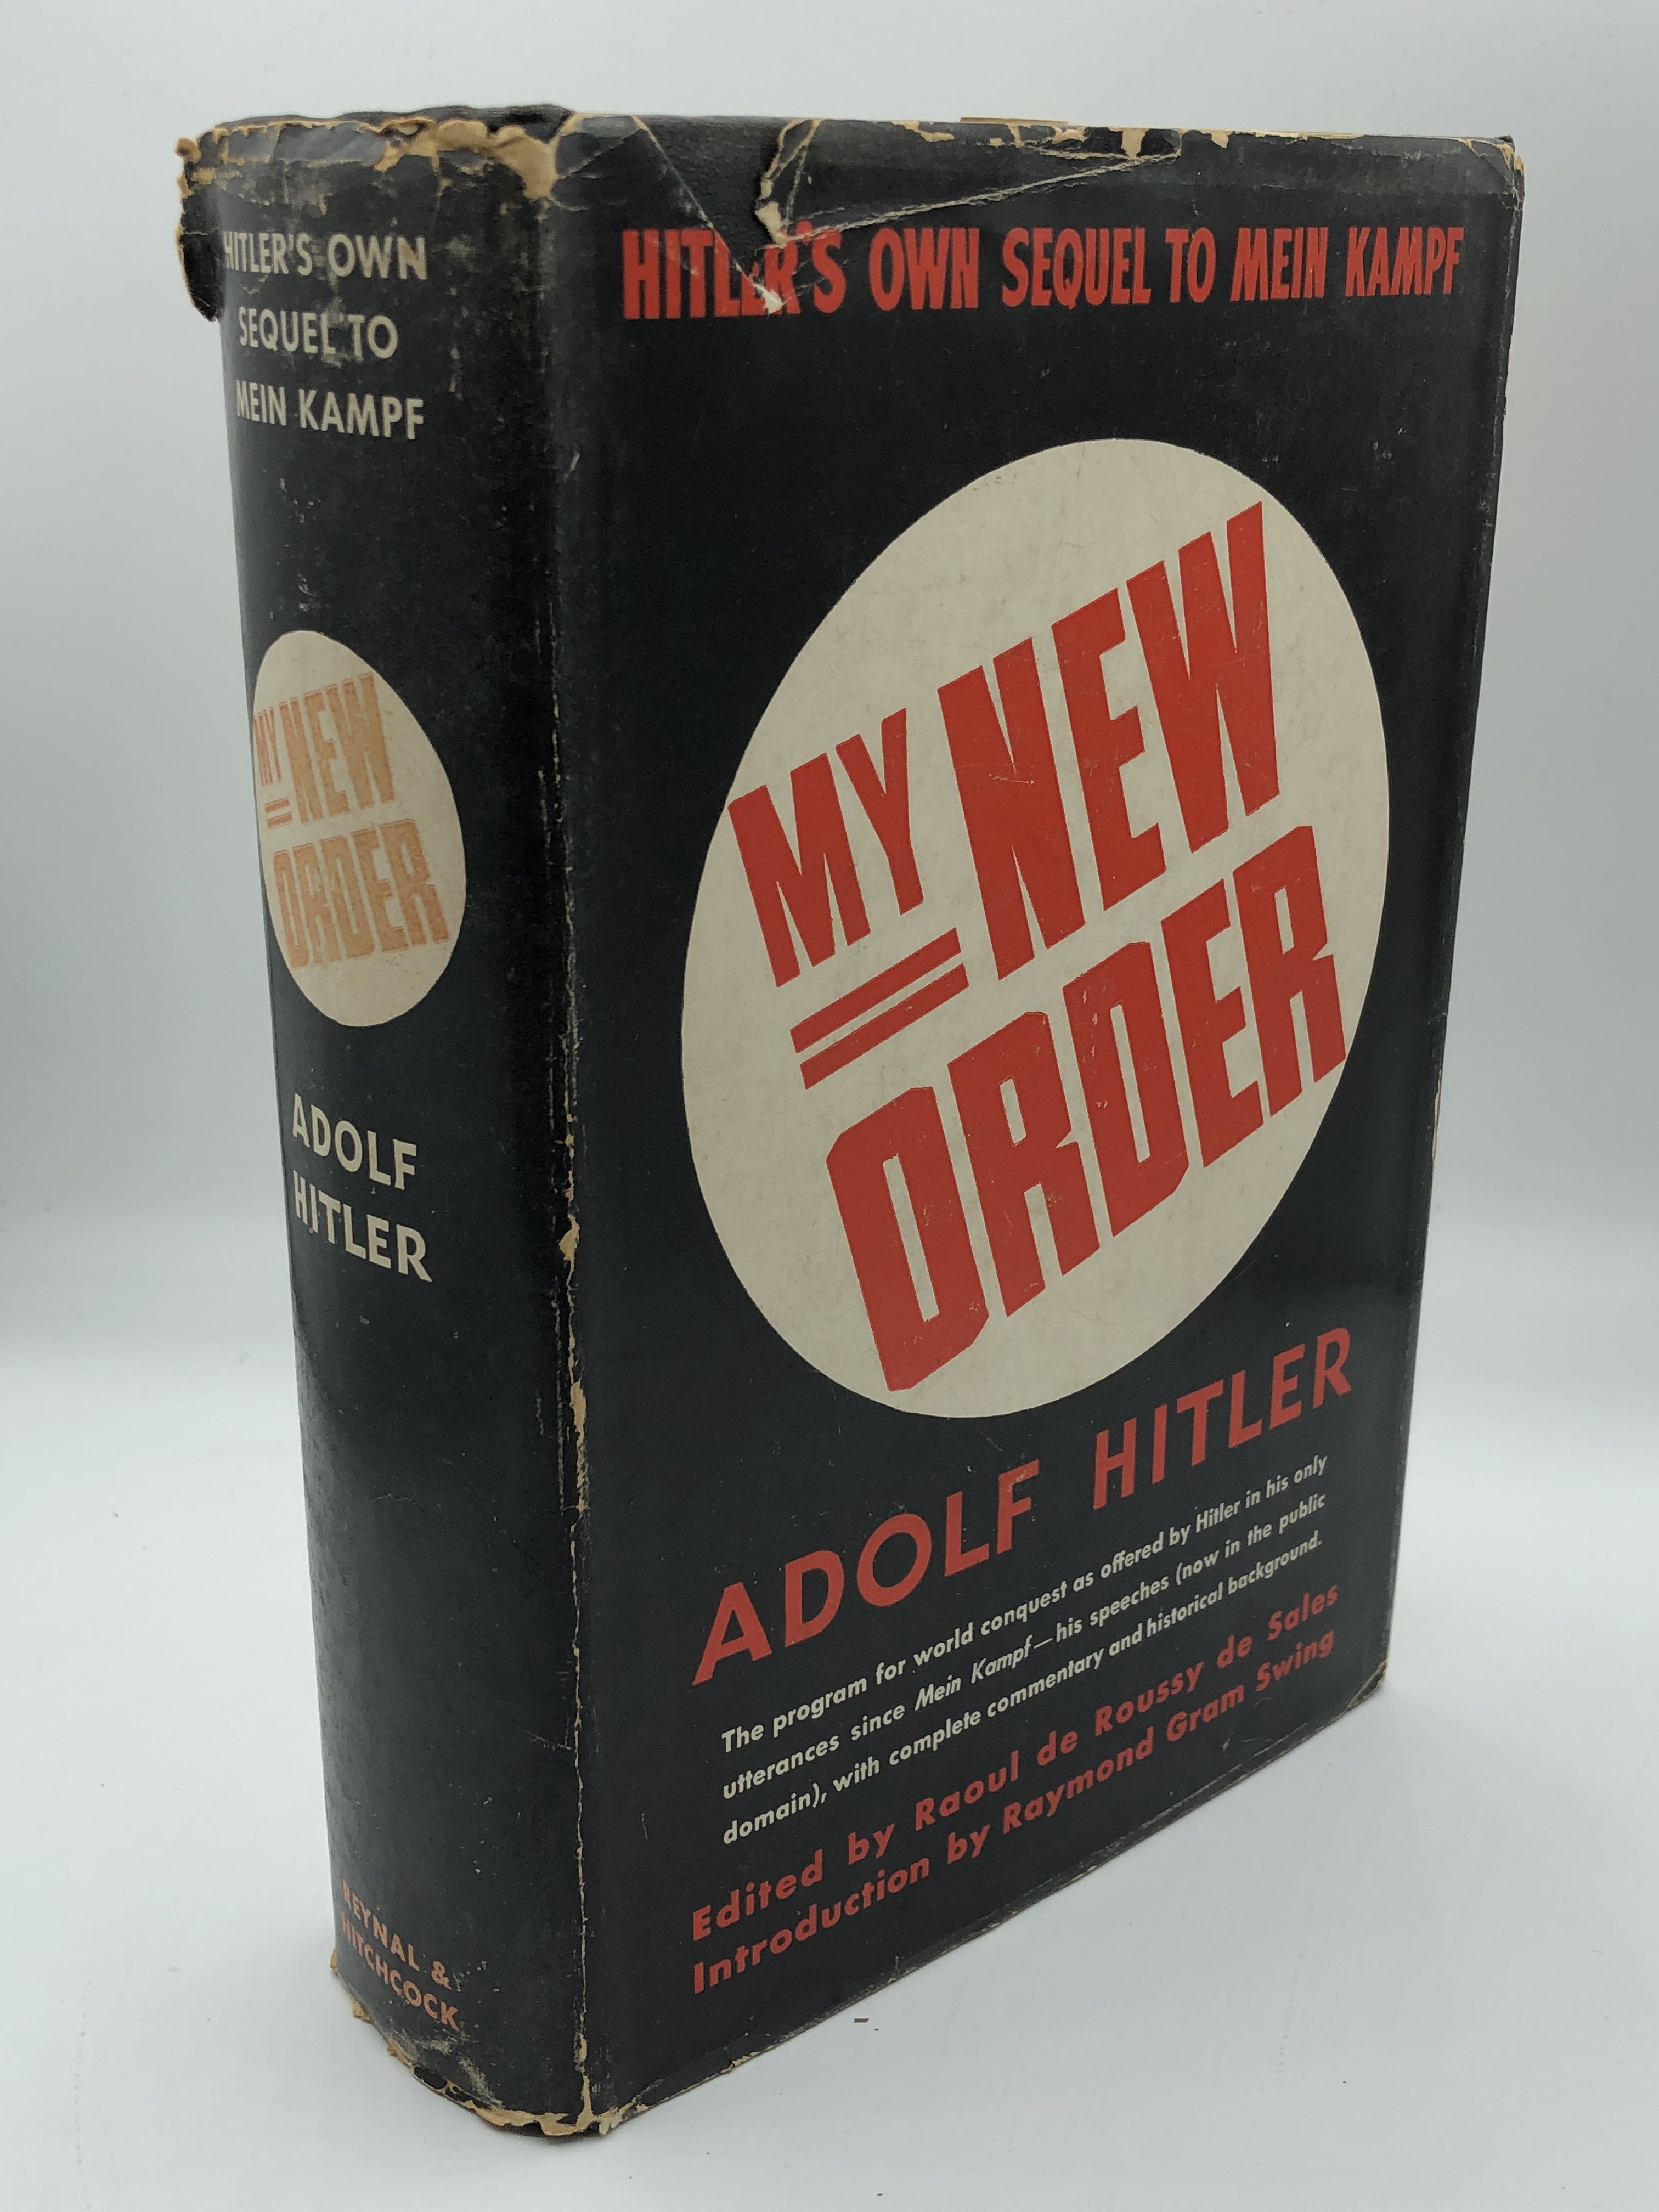 HITLER'S OWN
SEQUEL TO
MEIN KAMPF
MY NEW
ORDER
ADOLF
HITLER
REYNAL &
HITCHCOCK
HITLER'S OWN SEQUEL TO MEIN KAMPF
MY NEW
ORDER
ADOLF HITLER
The program for world conquest as offered by Hitler in his only
utterances since Mein Kampf—his speeches (now in the public
domain), with complete commentary and historical background.
Edited by Raoul de Roussy de Sales
Introduction by Raymond Gram Swing